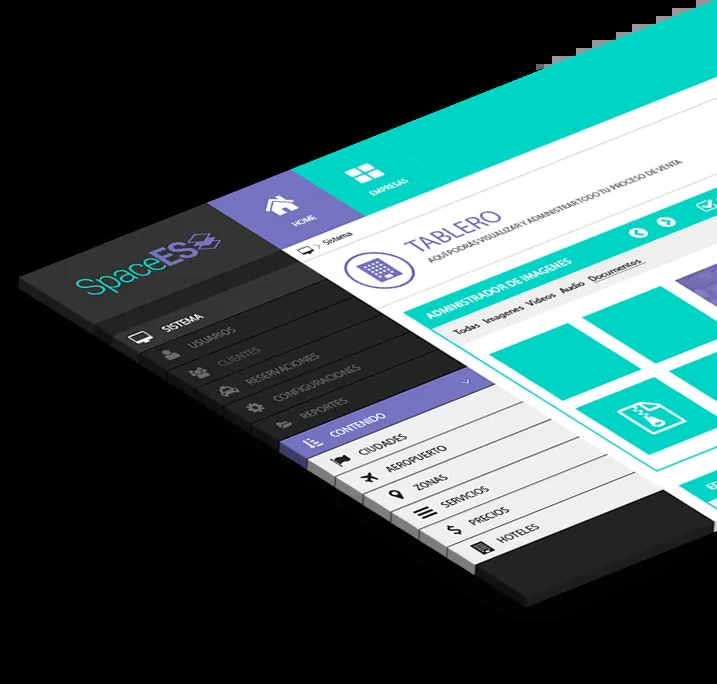 SpaceES
HOME
EMPRESAS
Sistema
TABLERO
AQUÍ PODRÁS VISUALIZAR Y ADMINISTRAR TODO TU PROCESO DE VENTA
ADMINISTRADOR DE IMAGENES
Todas Imagenes Videos Audio Documentos
SISTEMA
USUARIOS
CLIENTES
RESERVACIONES
CONFIGURACIONES
REPORTES
CONTENIDO
CIUDADES
AEROPUERTO
ZONAS
SERVICIOS
PRECIOS
HOTELES